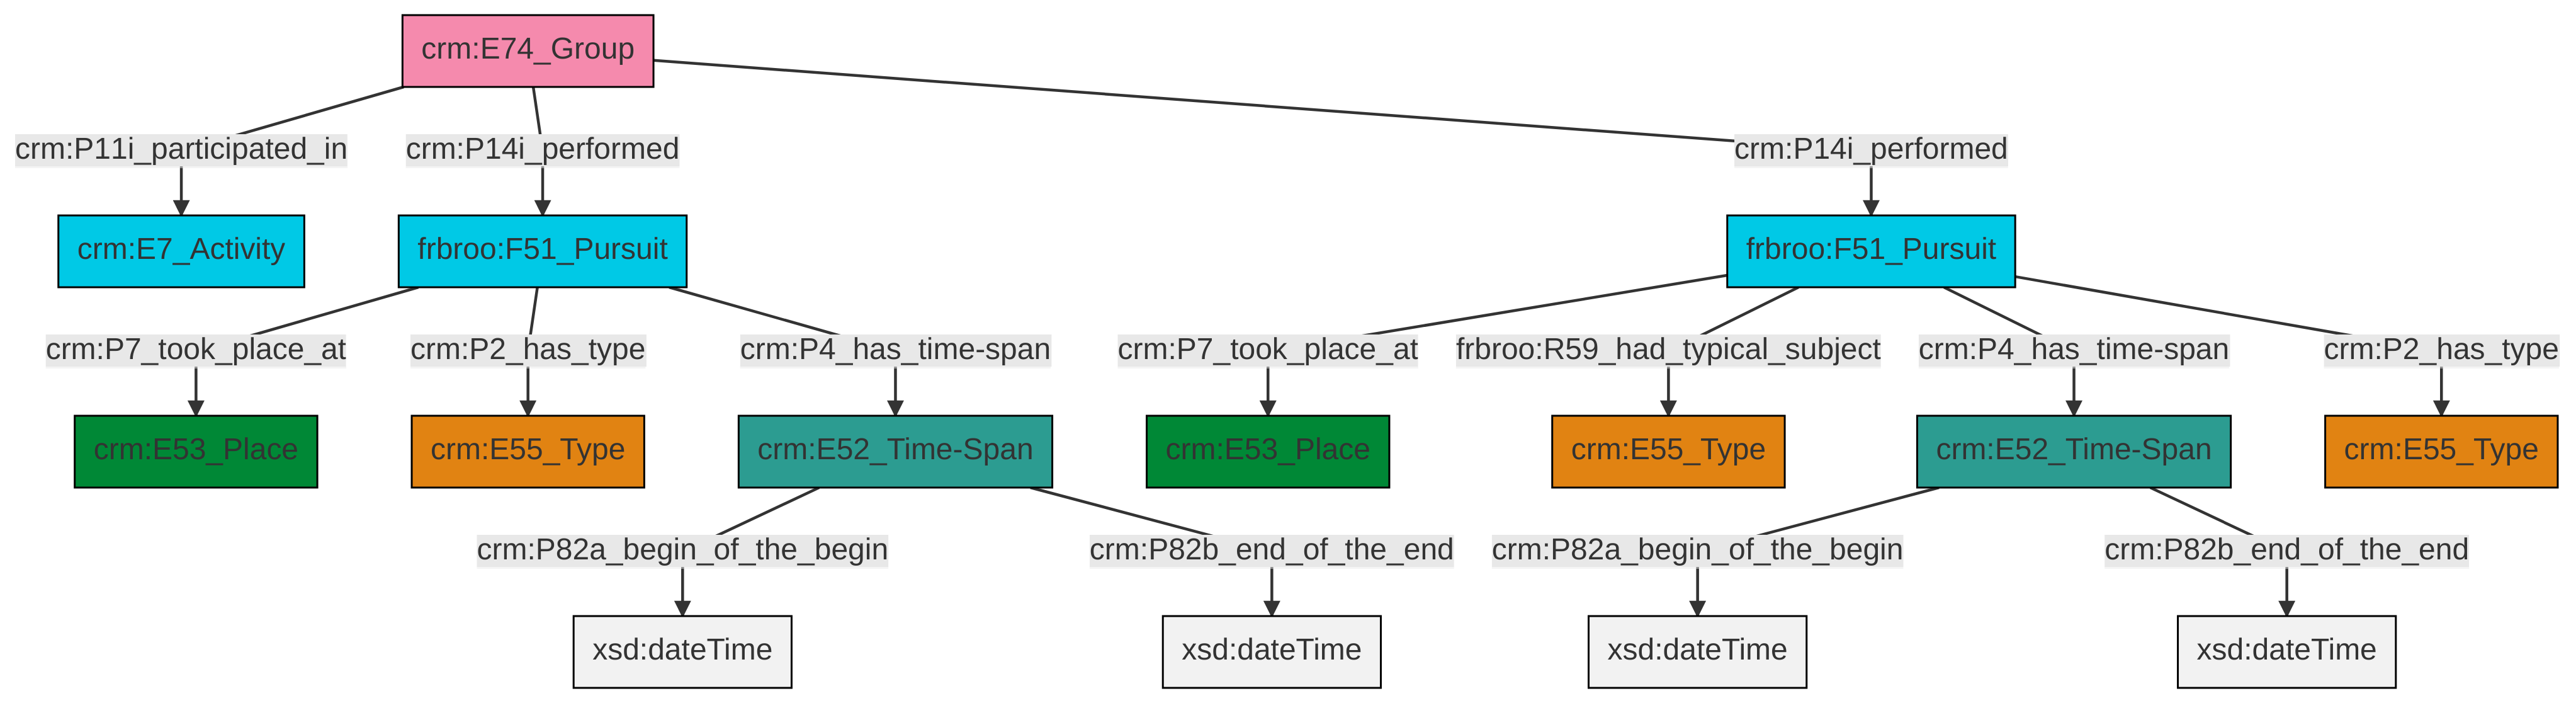 crm:E74_Group
crm:P11i_participated_in
crm:P14i_performed
crm:P14i_performed
crm:E7_Activity
frbroo:F51_Pursuit
frbroo:F51_Pursuit
crm:P7_took_place_at
crm:P2_has_type
crm:P4_has_time-span
crm:P7_took_place_at
frbroo:R59_had_typical_subject
crm:P4_has_time-span
crm:P2_has_type
crm:E53_Place
crm:E55_Type
crm:E52_Time-Span
crm:E53_Place
crm:E55_Type
crm:E52_Time-Span
crm:E55_Type
crm:P82a_begin_of_the_begin
crm:P82b_end_of_the_end
crm:P82a_begin_of_the_begin
crm:P82b_end_of_the_end
xsd:dateTime
xsd:dateTime
xsd:dateTime
xsd:dateTime